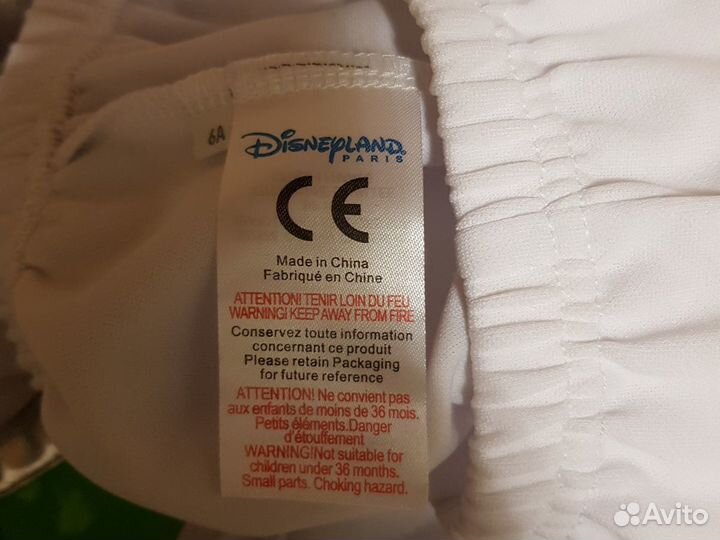 6A
Disneyland
PARIS
CE
Made in China
Fabriqué en Chine
ATTENTION! TENIR LOIN DU FEU
WARNING! KEEP AWAY FROM FIRE
Conservez toute information
concernant ce produit
Please retain Packaging
for future reference
ATTENTION! Ne convient pas
aux enfants de moins de 36 mois.
Petits éléments.Danger
d'étouffement
WARNING!Not suitable for
children under 36 months.
Small parts. Choking hazard.
Avito